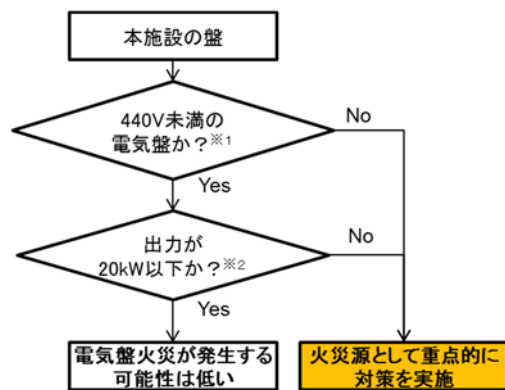 本施設の盤
440V未満の
電気盤か？※1
No
Yes
出力が
20kW以下か？※2
No
Yes
電気盤火災が発生する
可能性は低い
火災源として重点的に
対策を実施